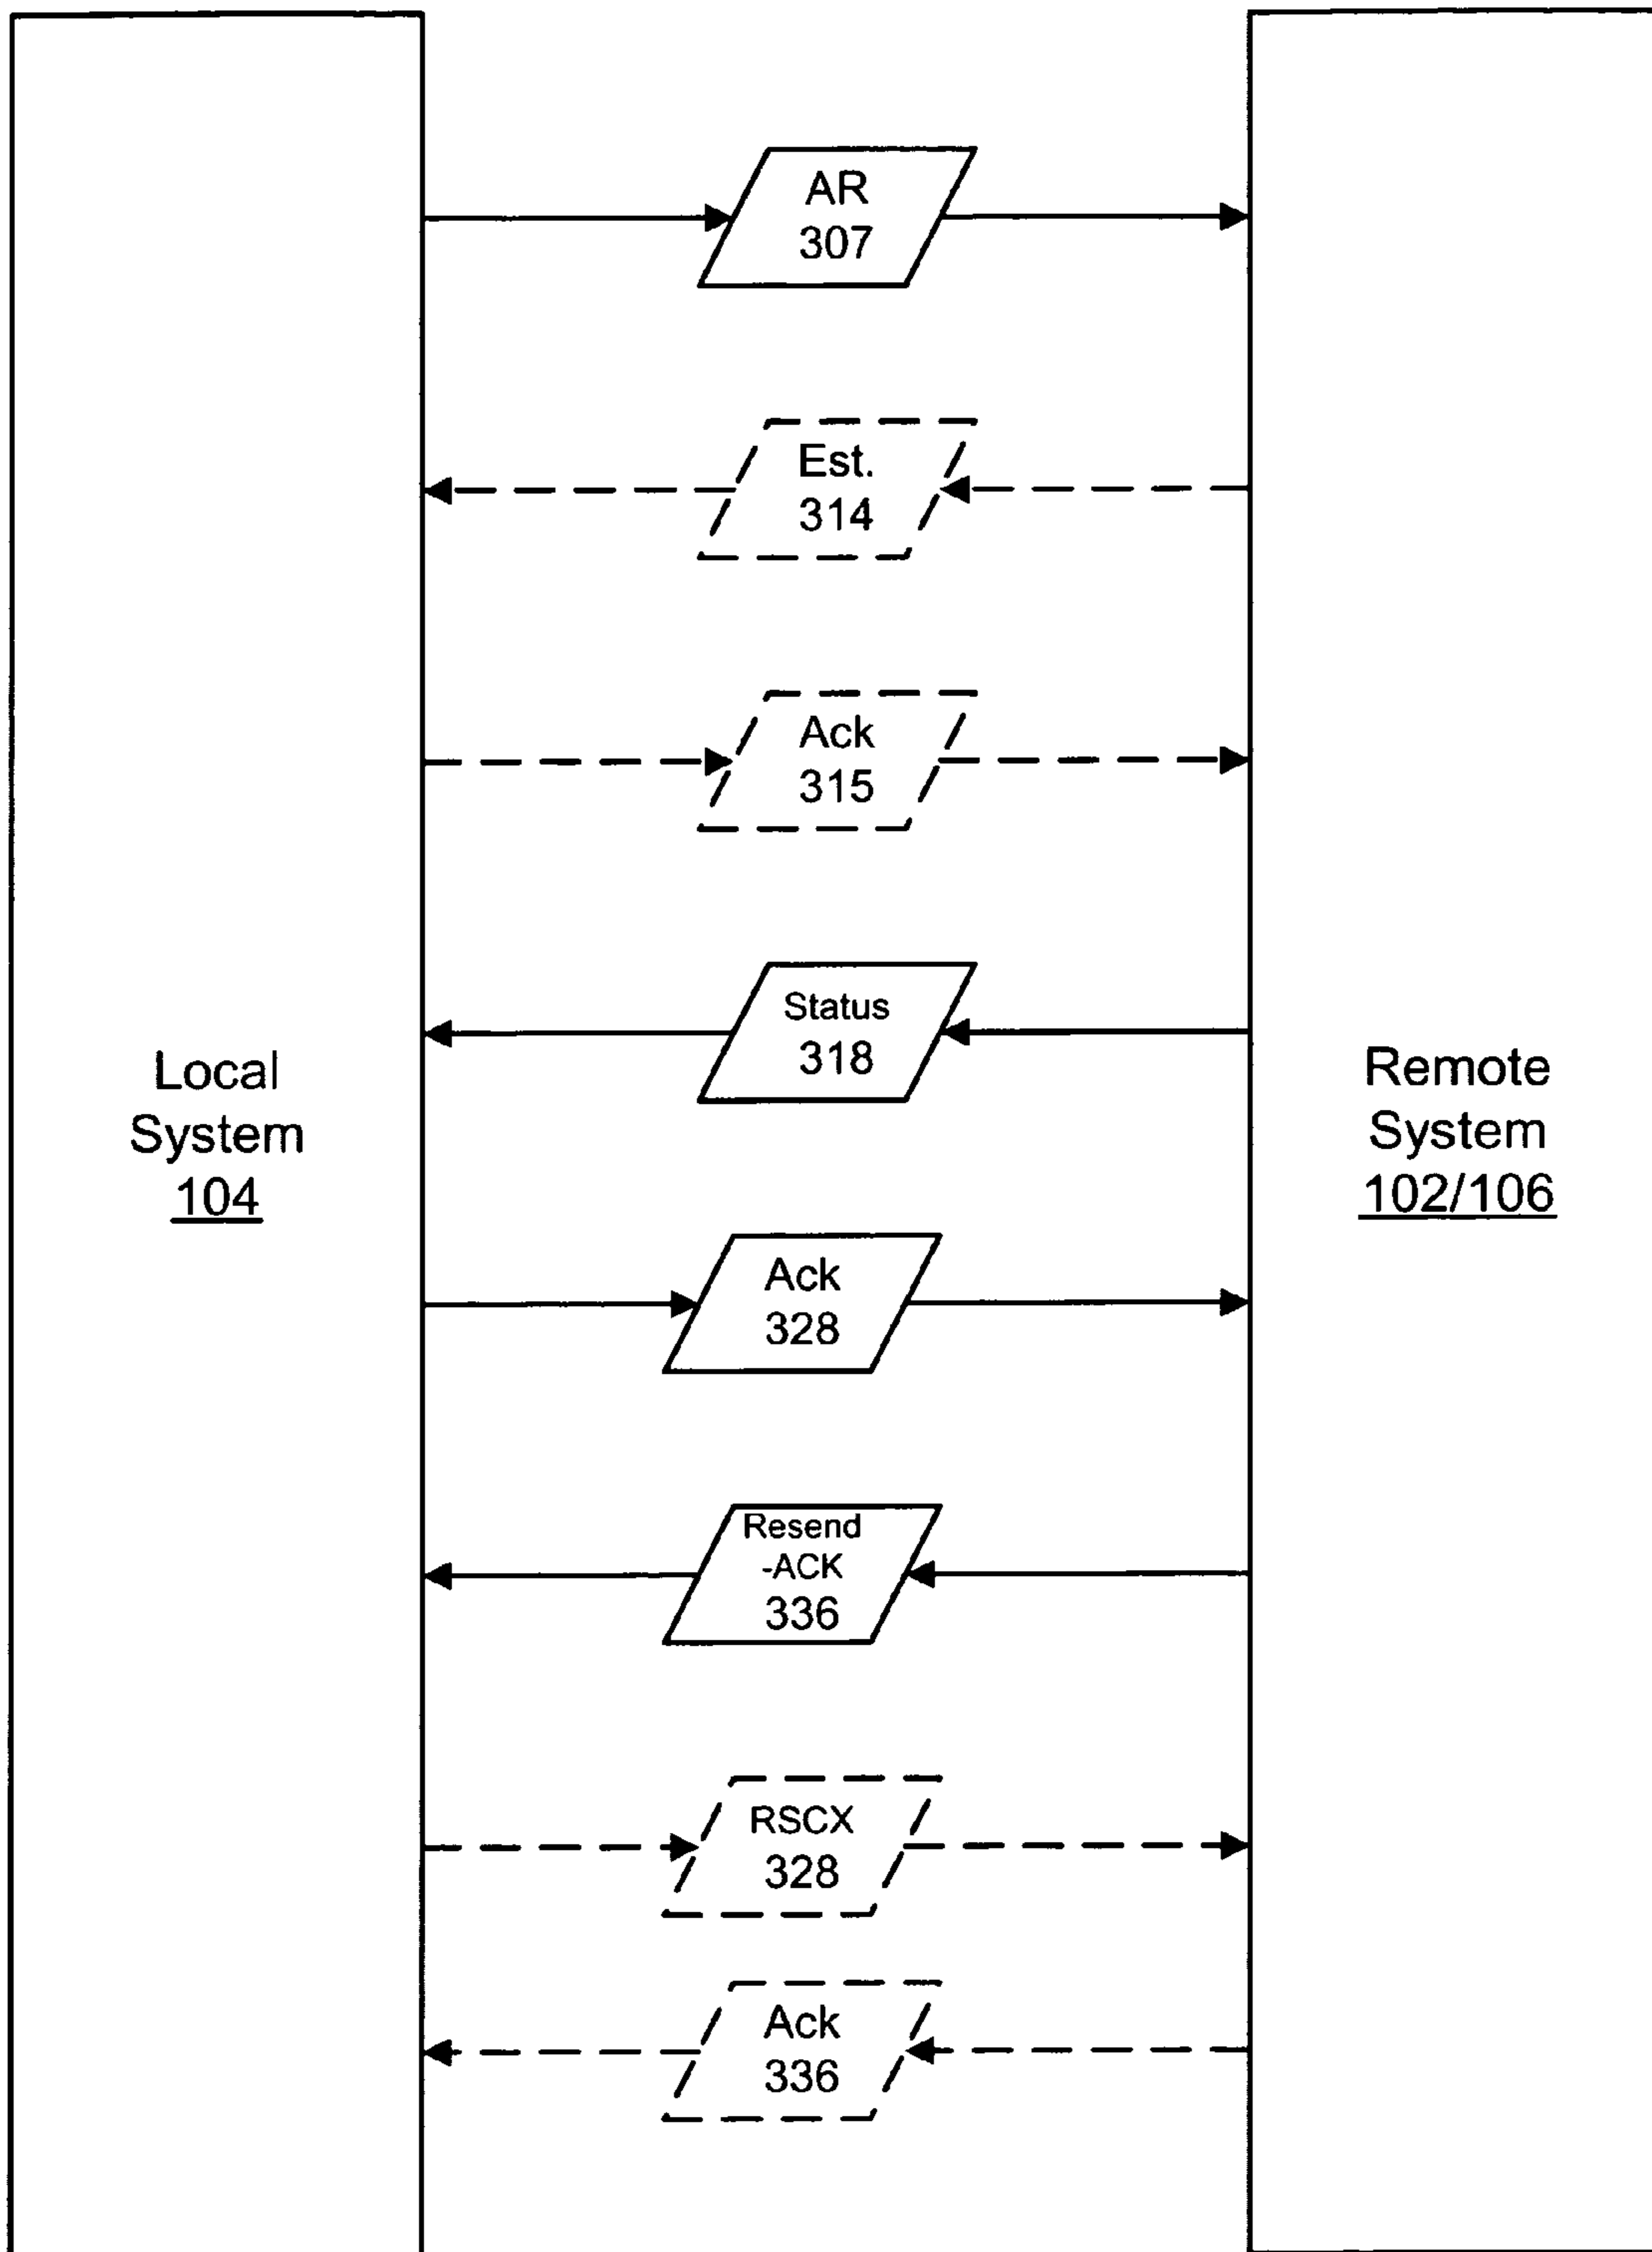 AR
307
Est.
314
Ack
315
Status
318
Local
System
104
Remote
System
102/106
Ack
328
Resend
-ACK
336
RSCX
328
Ack
336